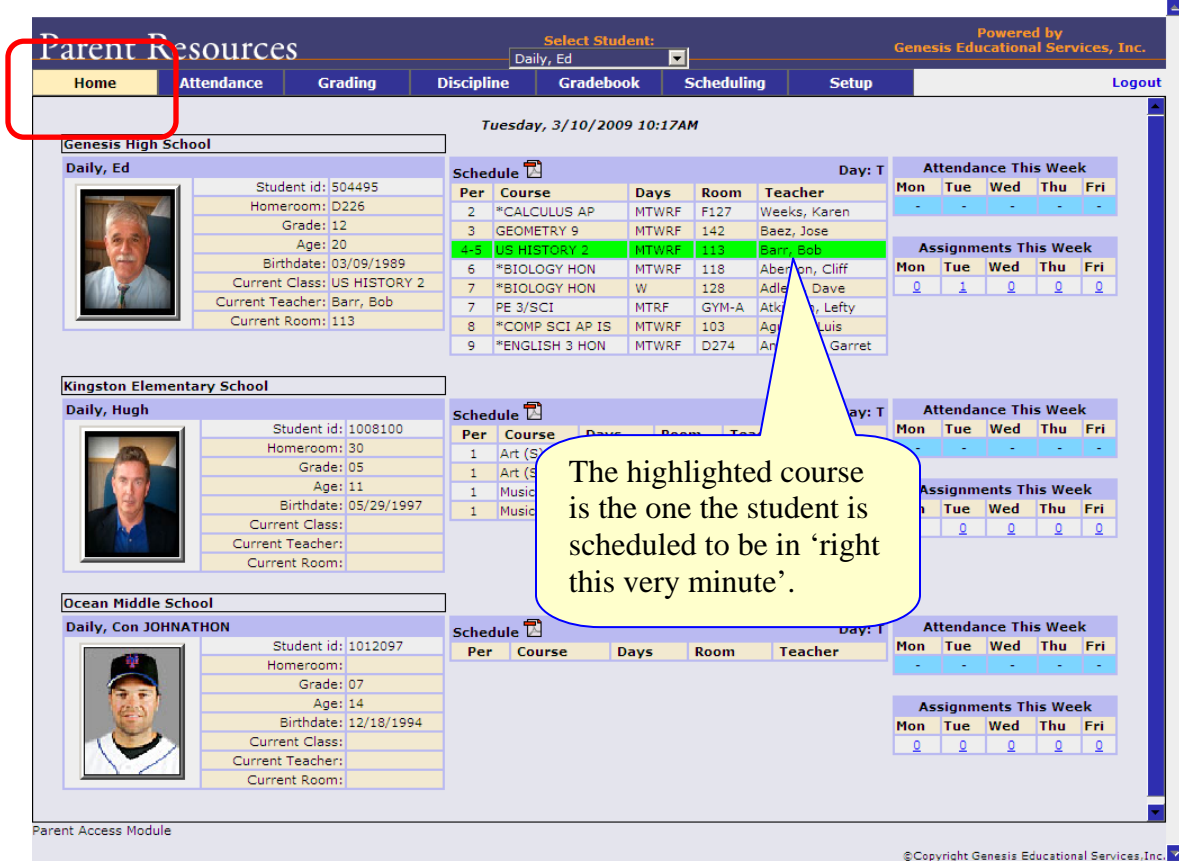 Parent Resources
Select Student:
Daily, Ed
Powered by
Genesis Educational Services, Inc.
Home Attendance Grading Discipline Gradebook Scheduling Setup Logout
Tuesday, 3/10/2009 10:17AM
Genesis High School
Daily, Ed
Student id: 504495
Homeroom: D226
Grade: 12
Age: 20
Birthdate: 03/09/1989
Current Class: US HISTORY 2
Current Teacher: Barr, Bob
Current Room: 113
Schedule Day: T
Per Course Days Room Teacher
2 *CALCULUS AP MTWRF F127 Weeks, Karen
3 GEOMETRY 9 MTWRF 142 Baez, Jose
4-5 US HISTORY 2 MTWRF 113 Barr, Bob
6 *BIOLOGY HON MTWRF 118 Cliff
7 *BIOLOGY HON W 128 Dave
7 PE 3/SCI MTRF GYM-A Lefty
8 *COMP SCI AP IS MTWRF 103 Luis
9 *ENGLISH 3 HON MTWRF D274 Garret
Attendance This Week
Mon Tue Wed Thu Fri
- - - - -
Assignments This Week
Mon Tue Wed Thu Fri
0 1 0 0 0
Kingston Elementary School
Daily, Hugh
Student id: 1008100
Homeroom: 30
Grade: 05
Age: 11
Birthdate: 05/29/1997
Current Class:
Current Teacher:
Current Room:
Schedule Day: T
Per Course Days Room
1 Art
1 Art
1 Music
1 Music
The highlighted course
is the one the student is
scheduled to be in ‘right
this very minute’.
Attendance This Week
Mon Tue Wed Thu Fri
- - - - -
Assignments This Week
Tue Wed Thu Fri
0 0 0 0
Ocean Middle School
Daily, Con JOHNATHON
Student id: 1012097
Homeroom:
Grade: 07
Age: 14
Birthdate: 12/18/1994
Current Class:
Current Teacher:
Current Room:
Schedule Day: T
Per Course Days Room Teacher
Attendance This Week
Mon Tue Wed Thu Fri
- - - - -
Assignments This Week
Mon Tue Wed Thu Fri
0 0 0 0 0
Parent Access Module
©Copyright Genesis Educational Services,Inc.